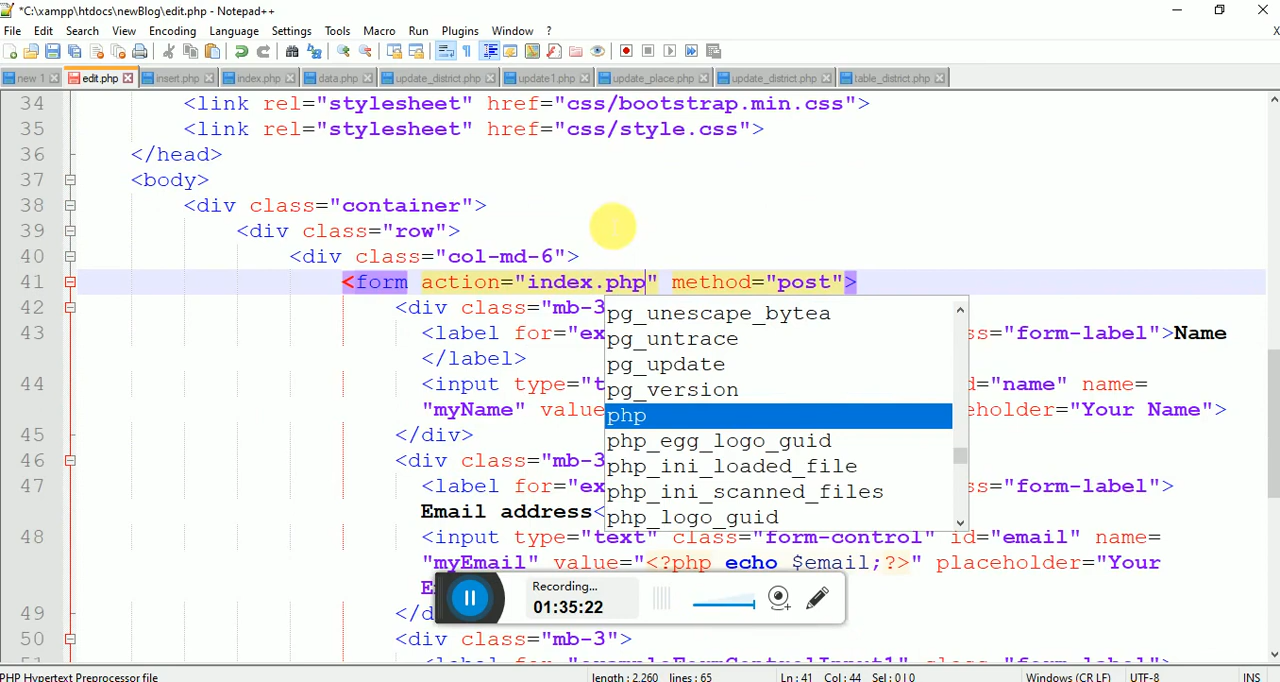 *C:\xampp\htdocs\newBlog\edit.php - Notepad++
File Edit Search View Encoding Language Settings Tools Macro Run Plugins Window ?
X
new 1 edit.php insert.php index.php data.php update_district.php update1.php update_place.php update_district.php table_district.php
34 <link rel="stylesheet" href="css/bootstrap.min.css">
35 <link rel="stylesheet" href="css/style.css">
36 </head>
37 <body>
38 <div class="container">
39 <div class="row">
40 <div class="col-md-6">
41 <form action="index.php" method="post">
42 <div class="mb-3
pg_unescape_bytea
43 <label for="ex
ss="form-label">Name
pg_untrace
</label>
pg_update
44 <input type="t
d="name" name=
pg_version
"myName" value
eholder="Your Name">
php
45 </div>
php_egg_logo_guid
46 <div class="mb-3
php_ini_loaded_file
47 <label for="ex
ss="form-label">
php_ini_scanned_files
Email address<
php_logo_guid
48 <input type="text" class="form-control" id="email" name=
"myEmail" value="<?php echo $email;?>" placeholder="Your
Recording...
01:35:22
49 </d
50 <div class="mb-3">
PHP Hypertext Preprocessor file length : 2,260 lines : 65 Ln : 41 Col : 44 Sel : 0 | 0 Windows (CR LF) UTF-8 INS